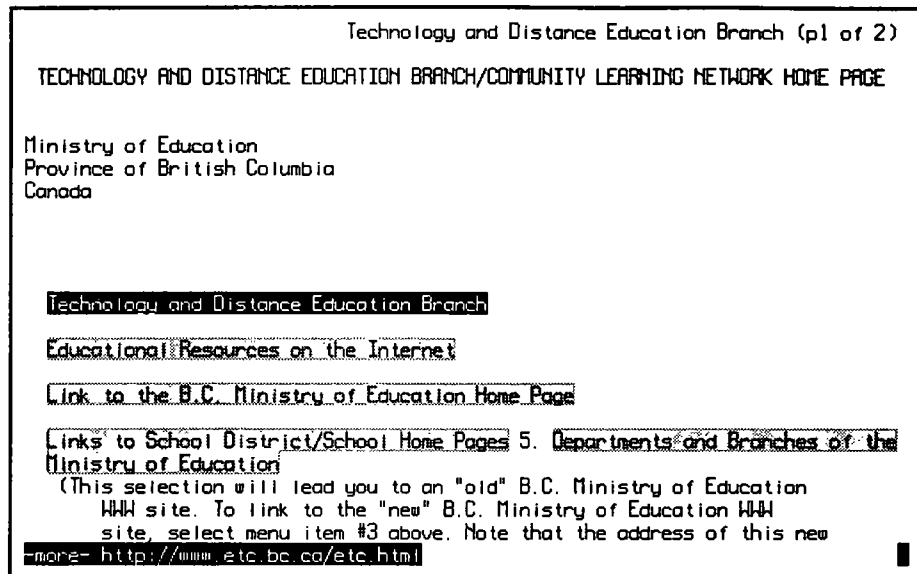 Technology and Distance Education Branch (p1 of 2)
TECHNOLOGY AND DISTANCE EDUCATION BRANCH/COMMUNITY LEARNING NETWORK HOME PAGE
Ministry of Education
Province of British Columbia
Canada
Technology and Distance Education Branch
Educational Resources on the Internet
Link to the B.C. Ministry of Education Home Page
Links to School District/School Home Pages 5. Departments and Branches of the
Ministry of Education
(This selection will lead you to an "old" B.C. Ministry of Education
WWW site. To link to the "new" B.C. Ministry of Education WWW
site, select menu item #3 above. Note that the address of this new
-more- http://www.etc.bc.ca/etc.html